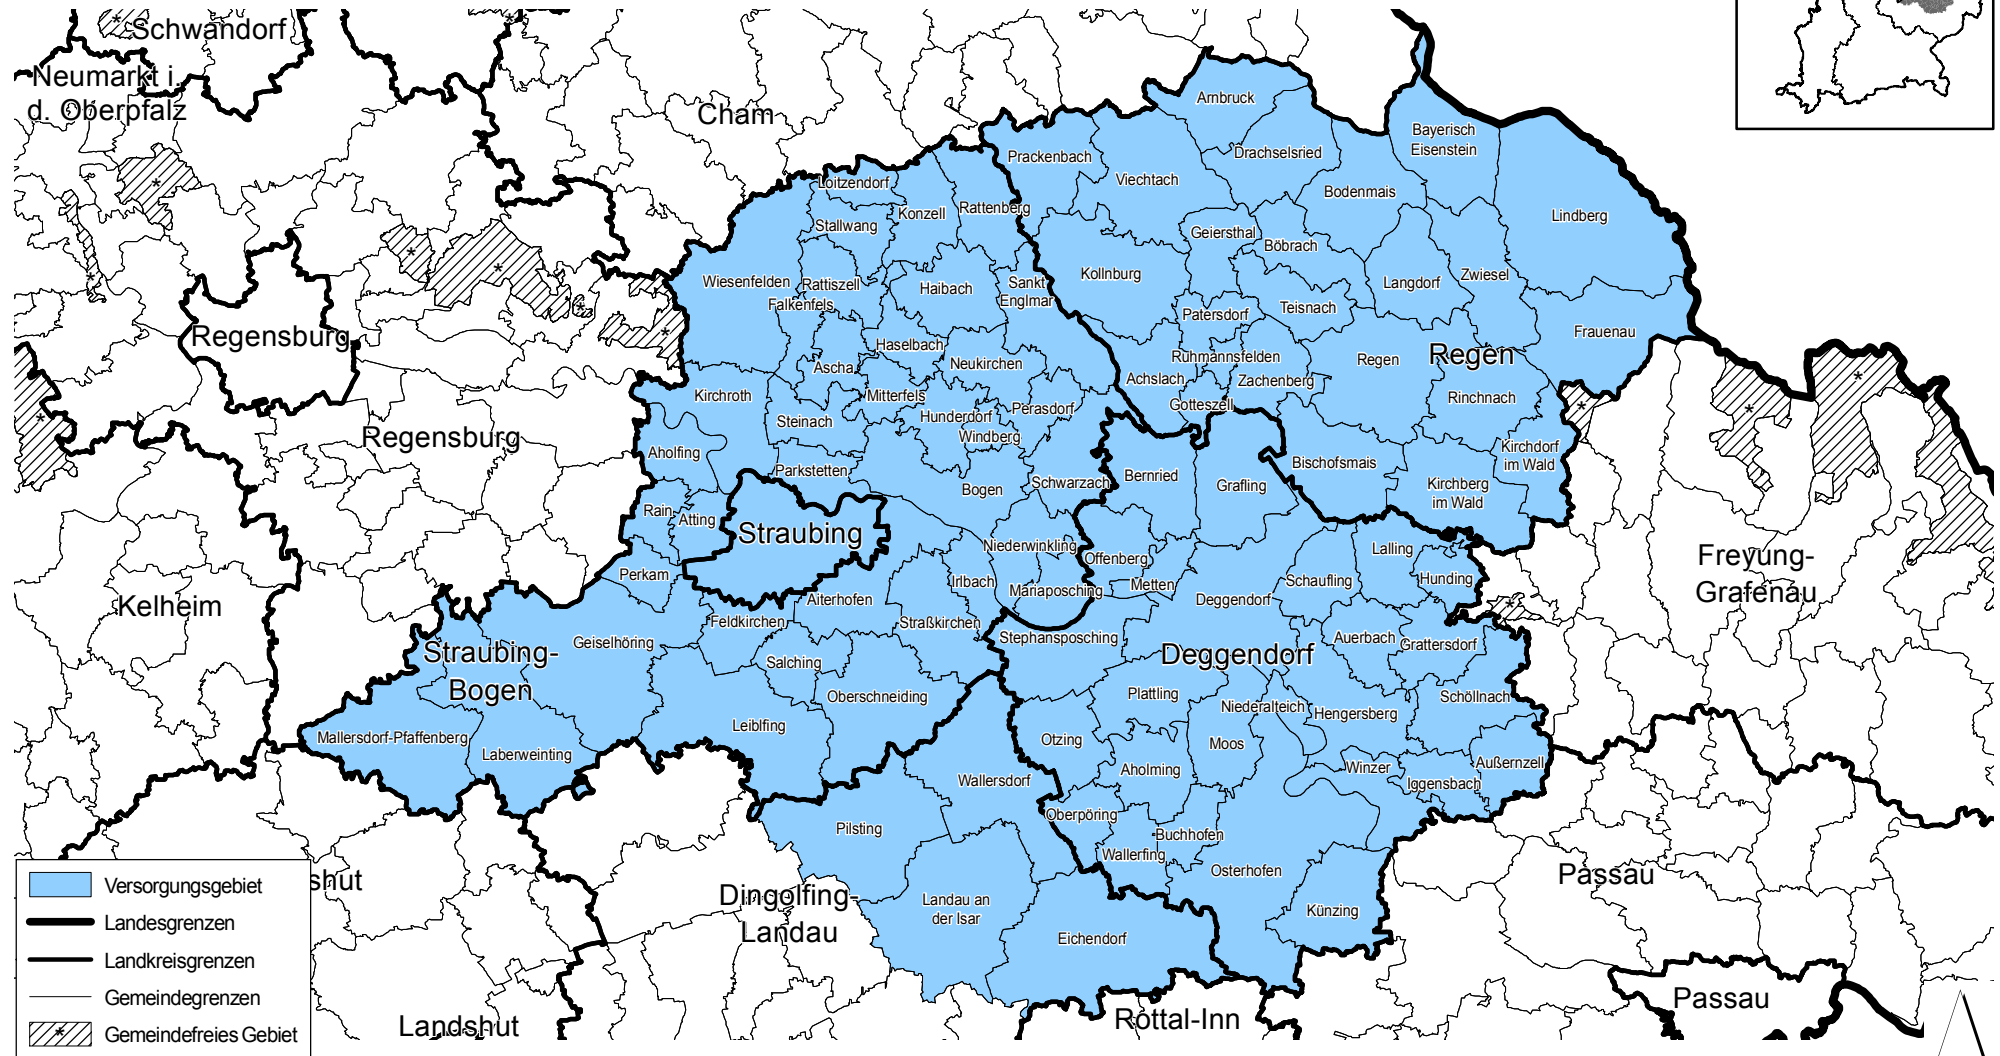 Schwandorf
Neumarkt i.
d. Oberpfalz
Cham
Arnbruck
Bayerisch
Eisenstein
Prackenbach
Drachselsried
Viechtach
Bodenmais
Loitzendorf
Konzell
Rattenberg
Lindberg
Stallwang
Geiersthal
Böbrach
Wiesenfelden
Rattiszell
Haibach
Sankt
Englmar
Kollnburg
Langdorf
Zwiesel
Falkenfels
Teisnach
Patersdorf
Regensburg
Frauenau
Haselbach
Neukirchen
Ruhmannsfelden
Regen
Regen
Ascha
Achslach
Zachenberg
Kirchroth
Mitterfels
Gotteszell
Rinchnach
Steinach
Hunderdorf
Perasdorf
Windberg
Regensburg
Aholfing
Parkstetten
Bogen
Schwarzach
Bernried
Grafling
Bischofsmais
Kirchdorf
im Wald
Kirchberg
im Wald
Rain
Atting
Straubing
Niederwinkling
Offenberg
Lalling
Hunding
Freyung-
Grafenau
Perkam
Irlbach
Mariaposching
Metten
Schaufling
Kelheim
Aiterhofen
Deggendorf
Feldkirchen
Straßkirchen
Stephansposching
Geiselhöring
Auerbach
Grattersdorf
Straubing-
Bogen
Salching
Deggendorf
Oberschneiding
Plattling
Niederalteich
Hengersberg
Schöllnach
Mallersdorf-Pfaffenberg
Laberweinting
Leiblfing
Otzing
Moos
Außernzell
Aholming
Winzer
Iggensbach
Wallersdorf
Pilsting
Oberpöring
Buchhofen
Wallerfing
Osterhofen
Passau
Dingolfing-
Landau
Landau an
der Isar
Künzing
Eichendorf
shut
Landshut
Rottal-Inn
Passau
Versorgungsgebiet
Landesgrenzen
Landkreisgrenzen
Gemeindegrenzen
Gemeindefreies Gebiet